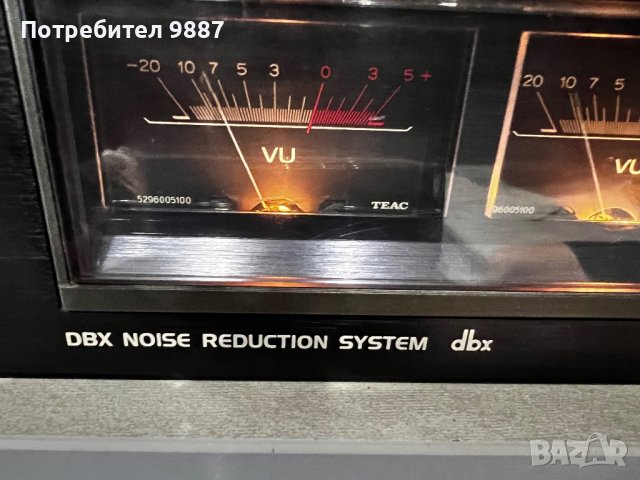 Потребител 9887
-20 10 7 5 3 0 3 5 +
VU
5296005100 TEAC
20 10 7 5
VU
96005100
DBX NOISE REDUCTION SYSTEM dbx
BAZAR